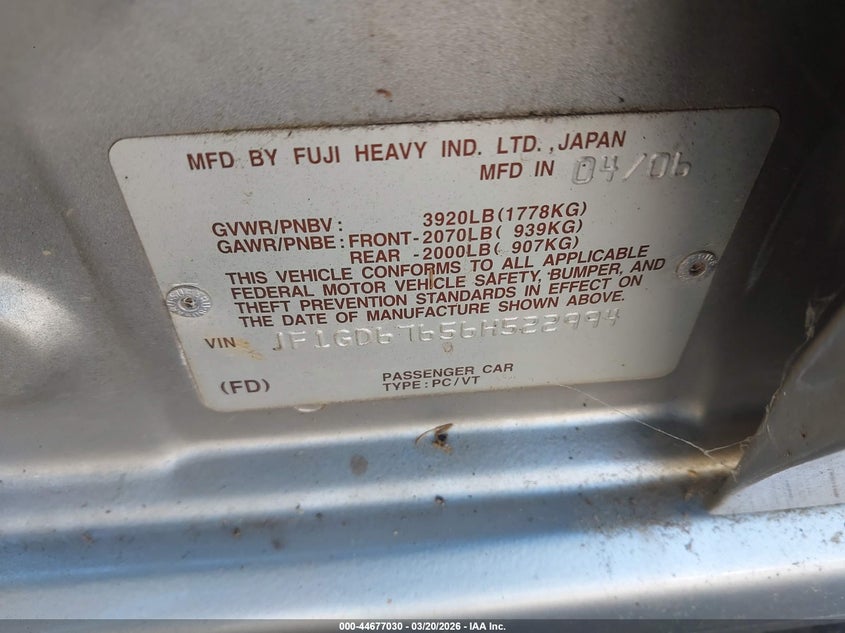 MFD BY FUJI HEAVY IND. LTD.,JAPAN
MFD IN 04/06
GVWR/PNBV: 3920LB(1778KG)
GAWR/PNBE:FRONT-2070LB( 939KG)
REAR -2000LB( 907KG)
THIS VEHICLE CONFORMS TO ALL APPLICABLE
FEDERAL MOTOR VEHICLE SAFETY, BUMPER, AND
THEFT PREVENTION STANDARDS IN EFFECT ON
THE DATE OF MANUFACTURE SHOWN ABOVE.
VIN JF1GD67656H522994
(FD) PASSENGER CAR
TYPE:PC/VT
000-44677030 - 03/20/2026 - IAA Inc.